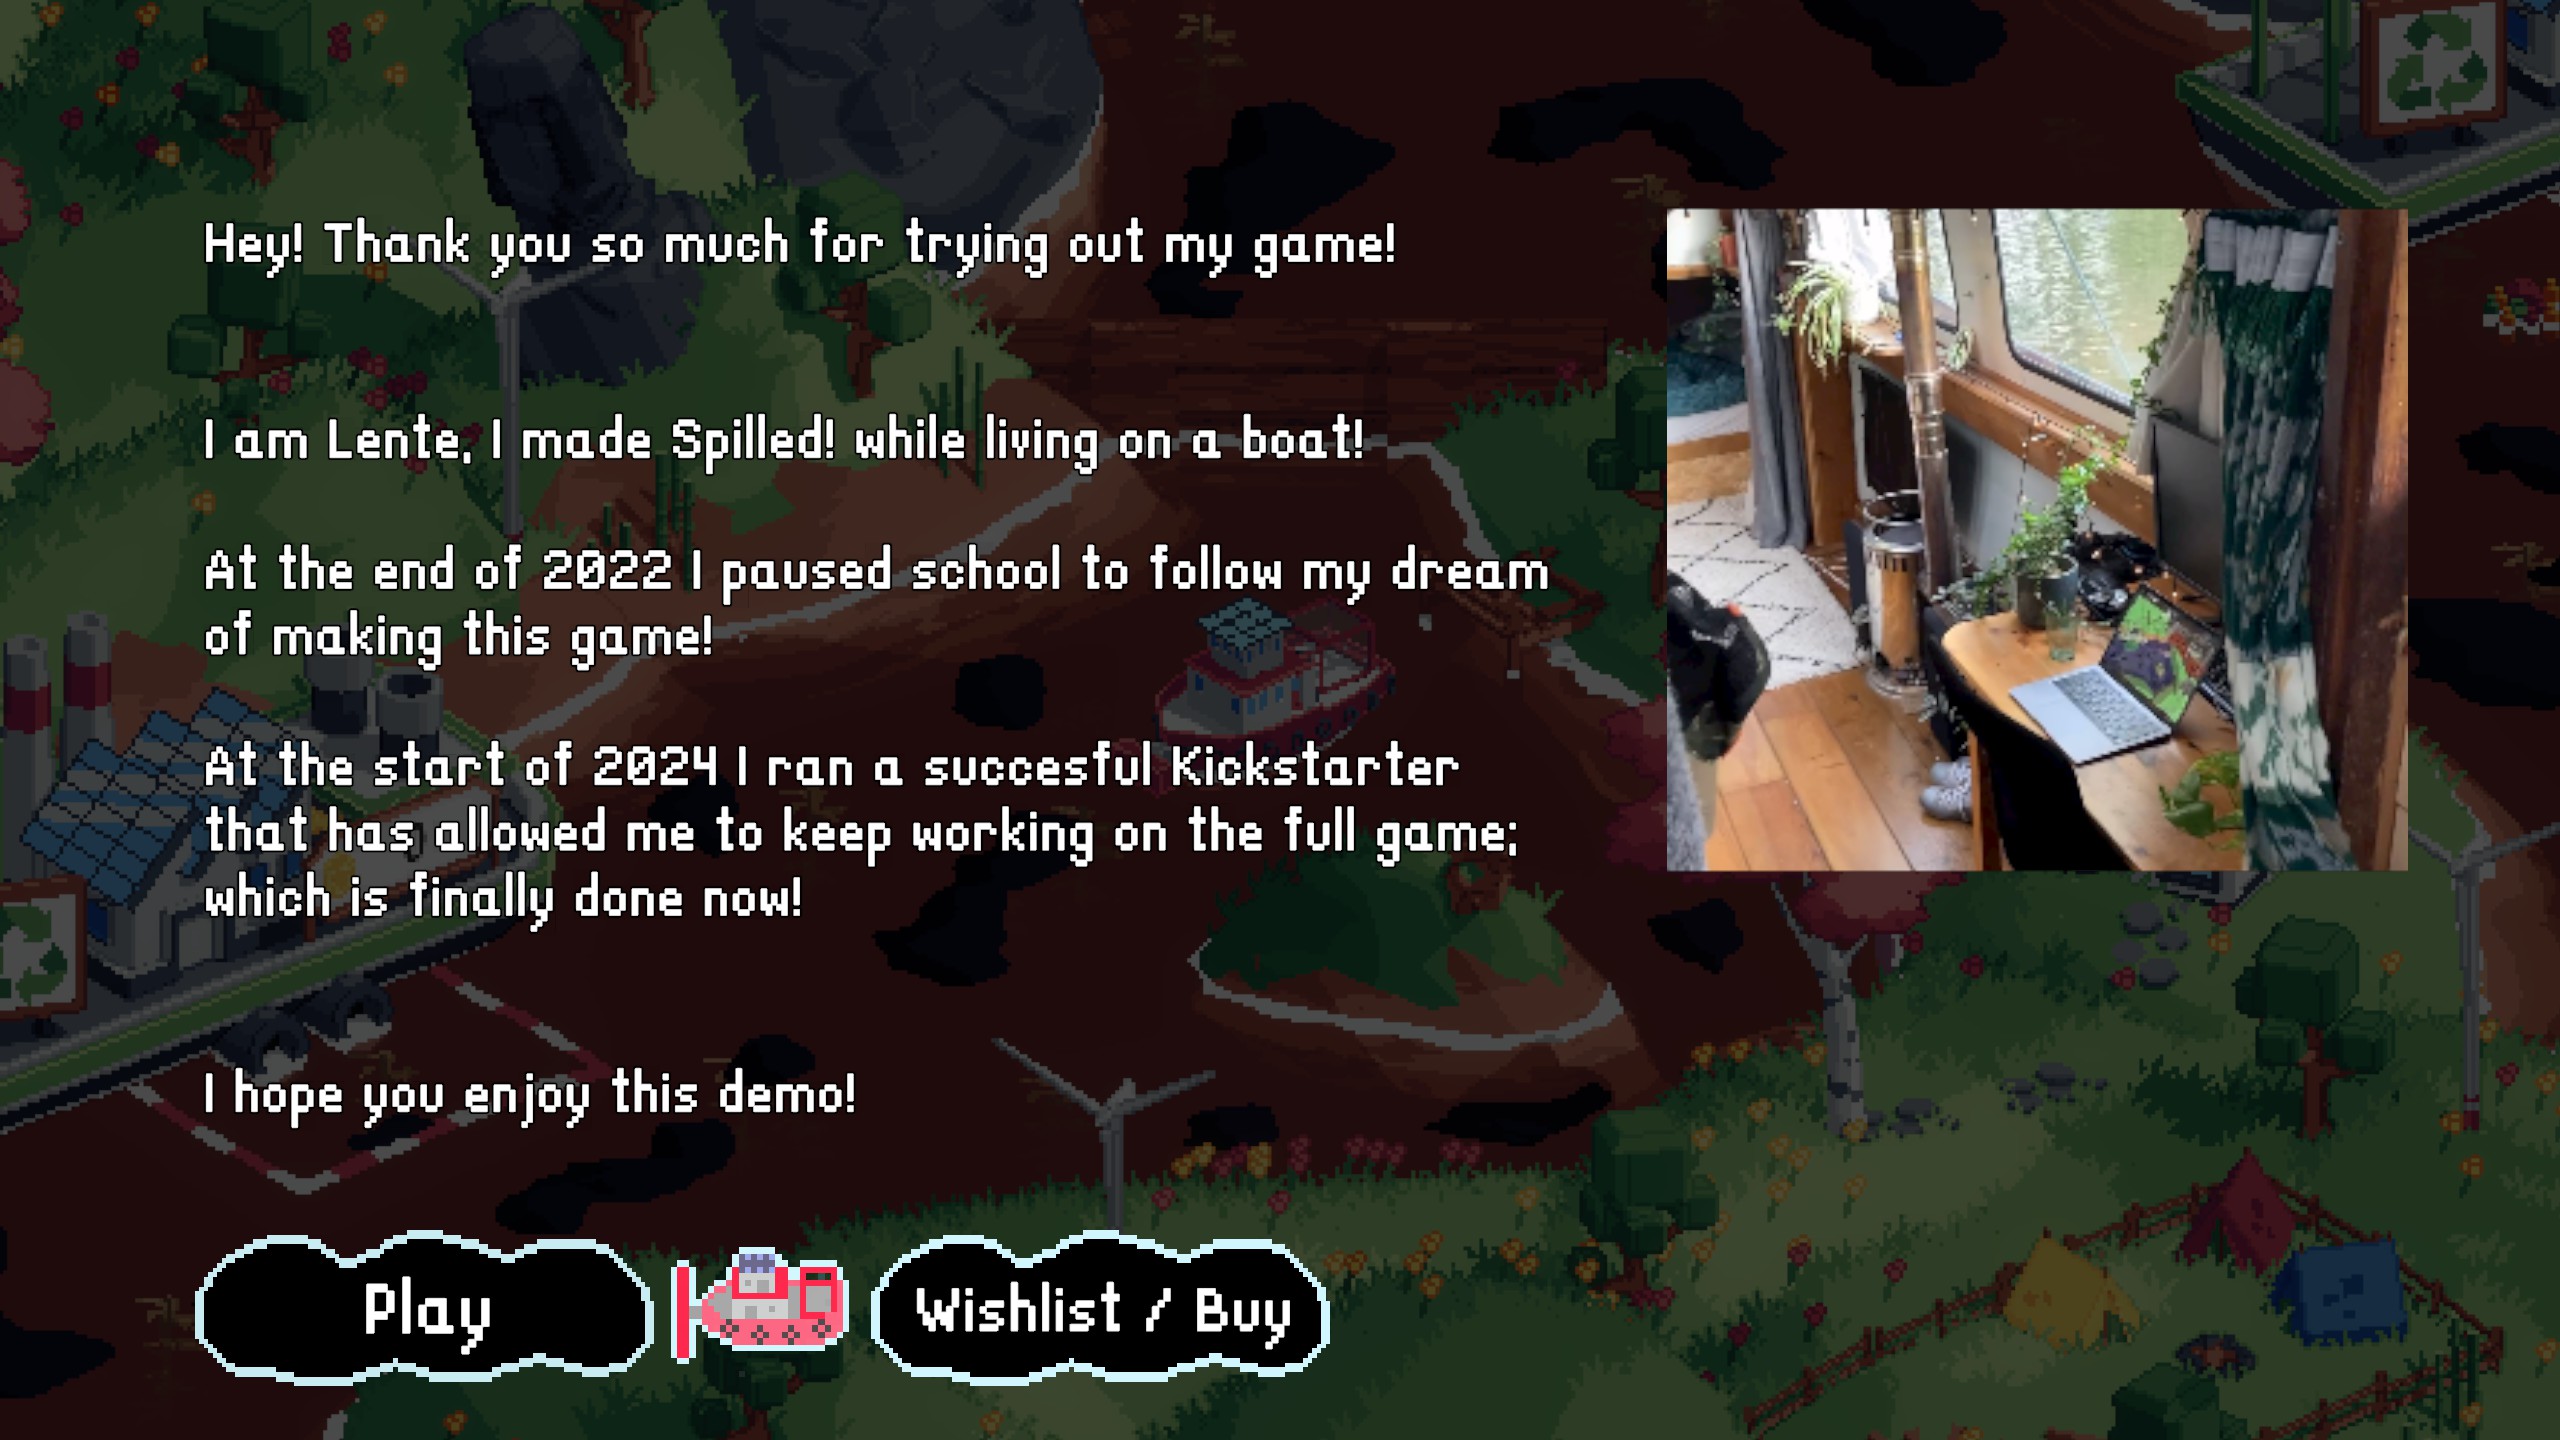 Hey! Thank you so much for trying out my game!
I am Lente, I made Spilled! while living on a boat!
At the end of 2022 I paused school to follow my dream
of making this game!
At the start of 2024 I ran a succesful Kickstarter
that has allowed me to keep working on the full game;
which is finally done now!
I hope you enjoy this demo!
Play
Wishlist / Buy